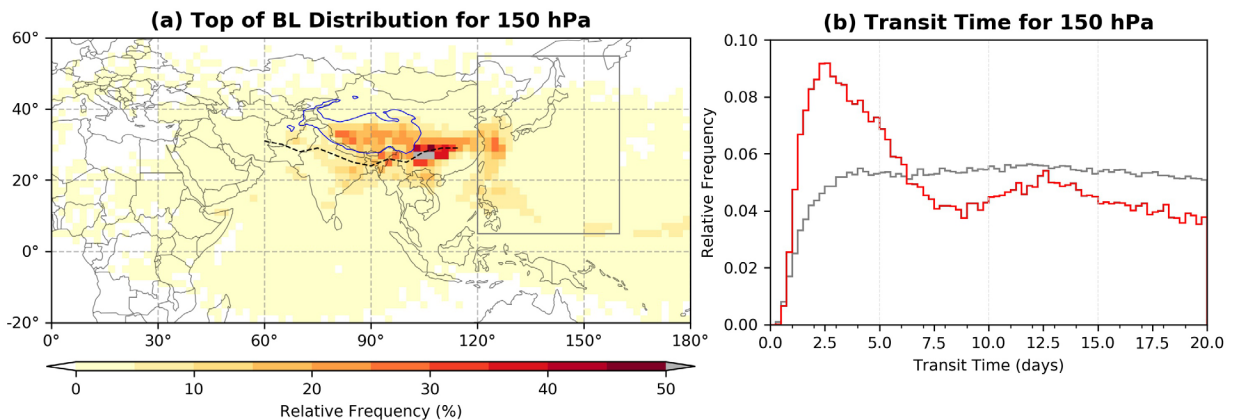 (a) Top of BL Distribution for 150 hPa
60°
40°
20°
0°
-20°
0° 30° 60° 90° 120° 150° 180°
0 10 20 30 40 50
Relative Frequency (%)
(b) Transit Time for 150 hPa
0.10
0.08
0.06
0.04
0.02
0.00
Relative Frequency
0.0 2.5 5.0 7.5 10.0 12.5 15.0 17.5 20.0
Transit Time (days)